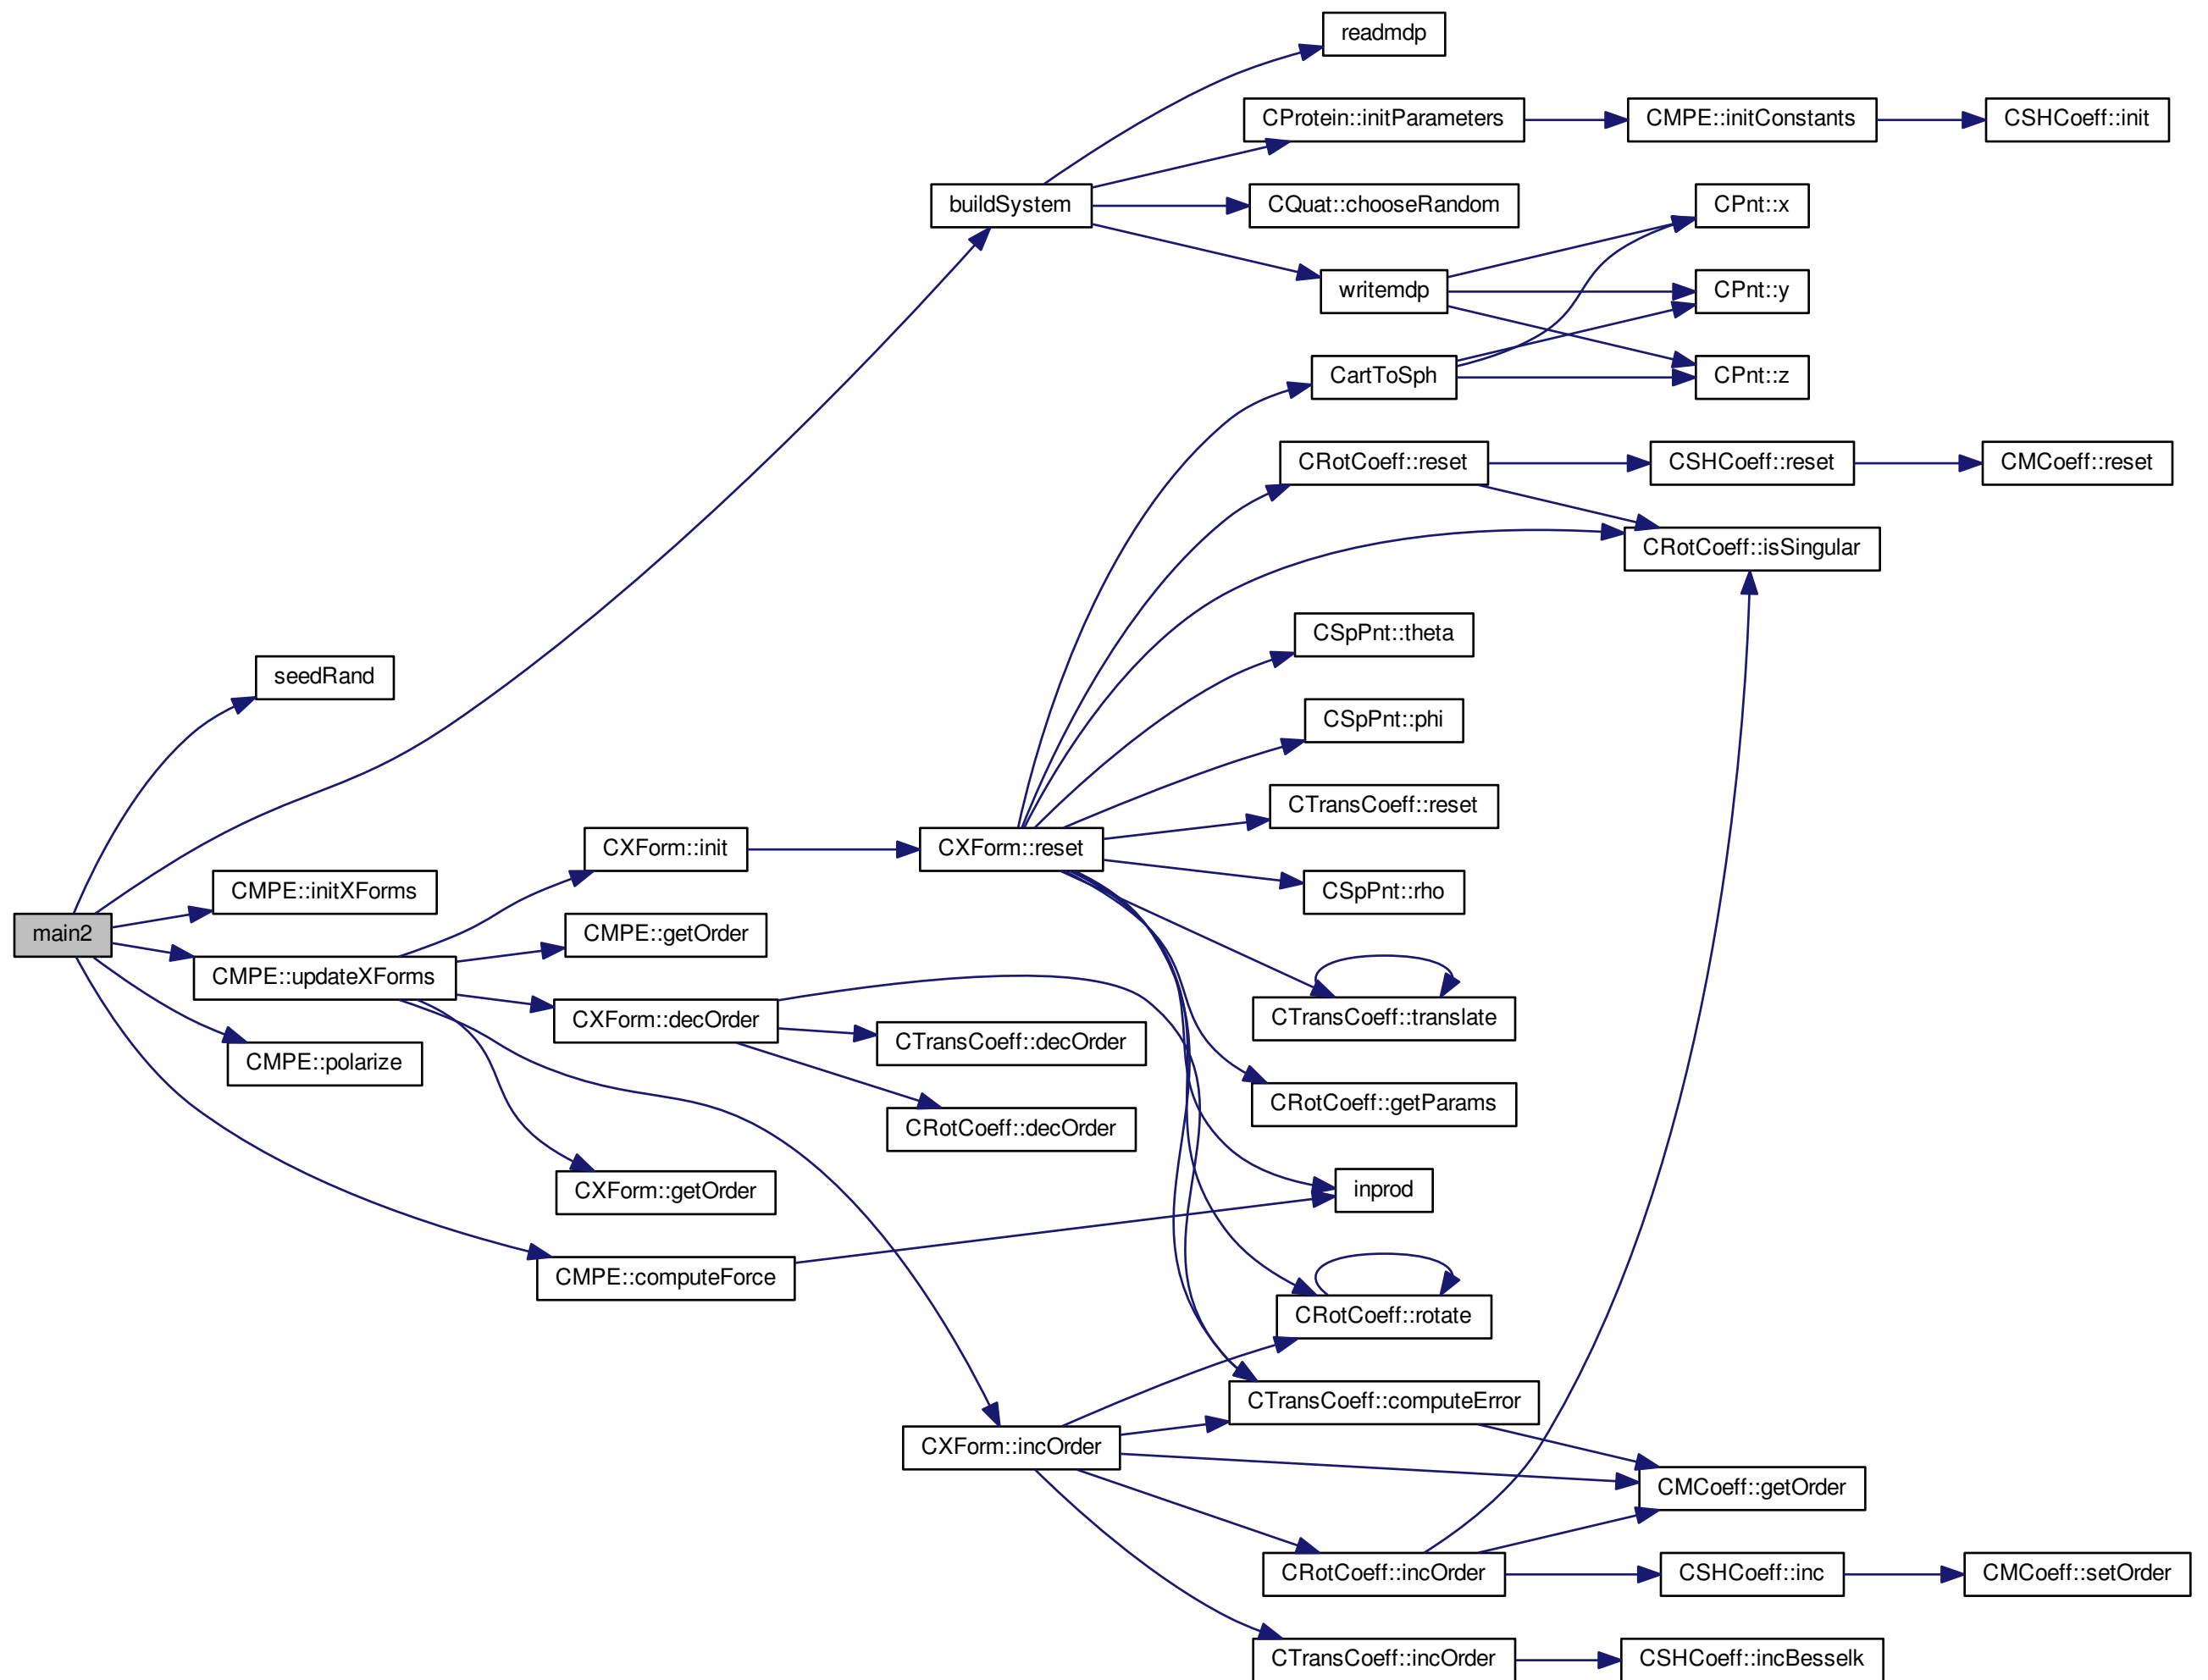 readmdp
CProtein::initParameters
CMPE::initConstants
CSHCoeff::init
buildSystem
CQuat::chooseRandom
CPnt::x
writemdp
CPnt::y
CartToSph
CPnt::z
CRotCoeff::reset
CSHCoeff::reset
CMCoeff::reset
CRotCoeff::isSingular
CSpPnt::theta
seedRand
CSpPnt::phi
CTransCoeff::reset
CXForm::init
CXForm::reset
CMPE::initXForms
CSpPnt::rho
main2
CMPE::getOrder
CMPE::updateXForms
CXForm::decOrder
CTransCoeff::translate
CTransCoeff::decOrder
CMPE::polarize
CRotCoeff::getParams
CRotCoeff::decOrder
CXForm::getOrder
inprod
CMPE::computeForce
CRotCoeff::rotate
CTransCoeff::computeError
CXForm::incOrder
CMCoeff::getOrder
CRotCoeff::incOrder
CSHCoeff::inc
CMCoeff::setOrder
CTransCoeff::incOrder
CSHCoeff::incBesselk